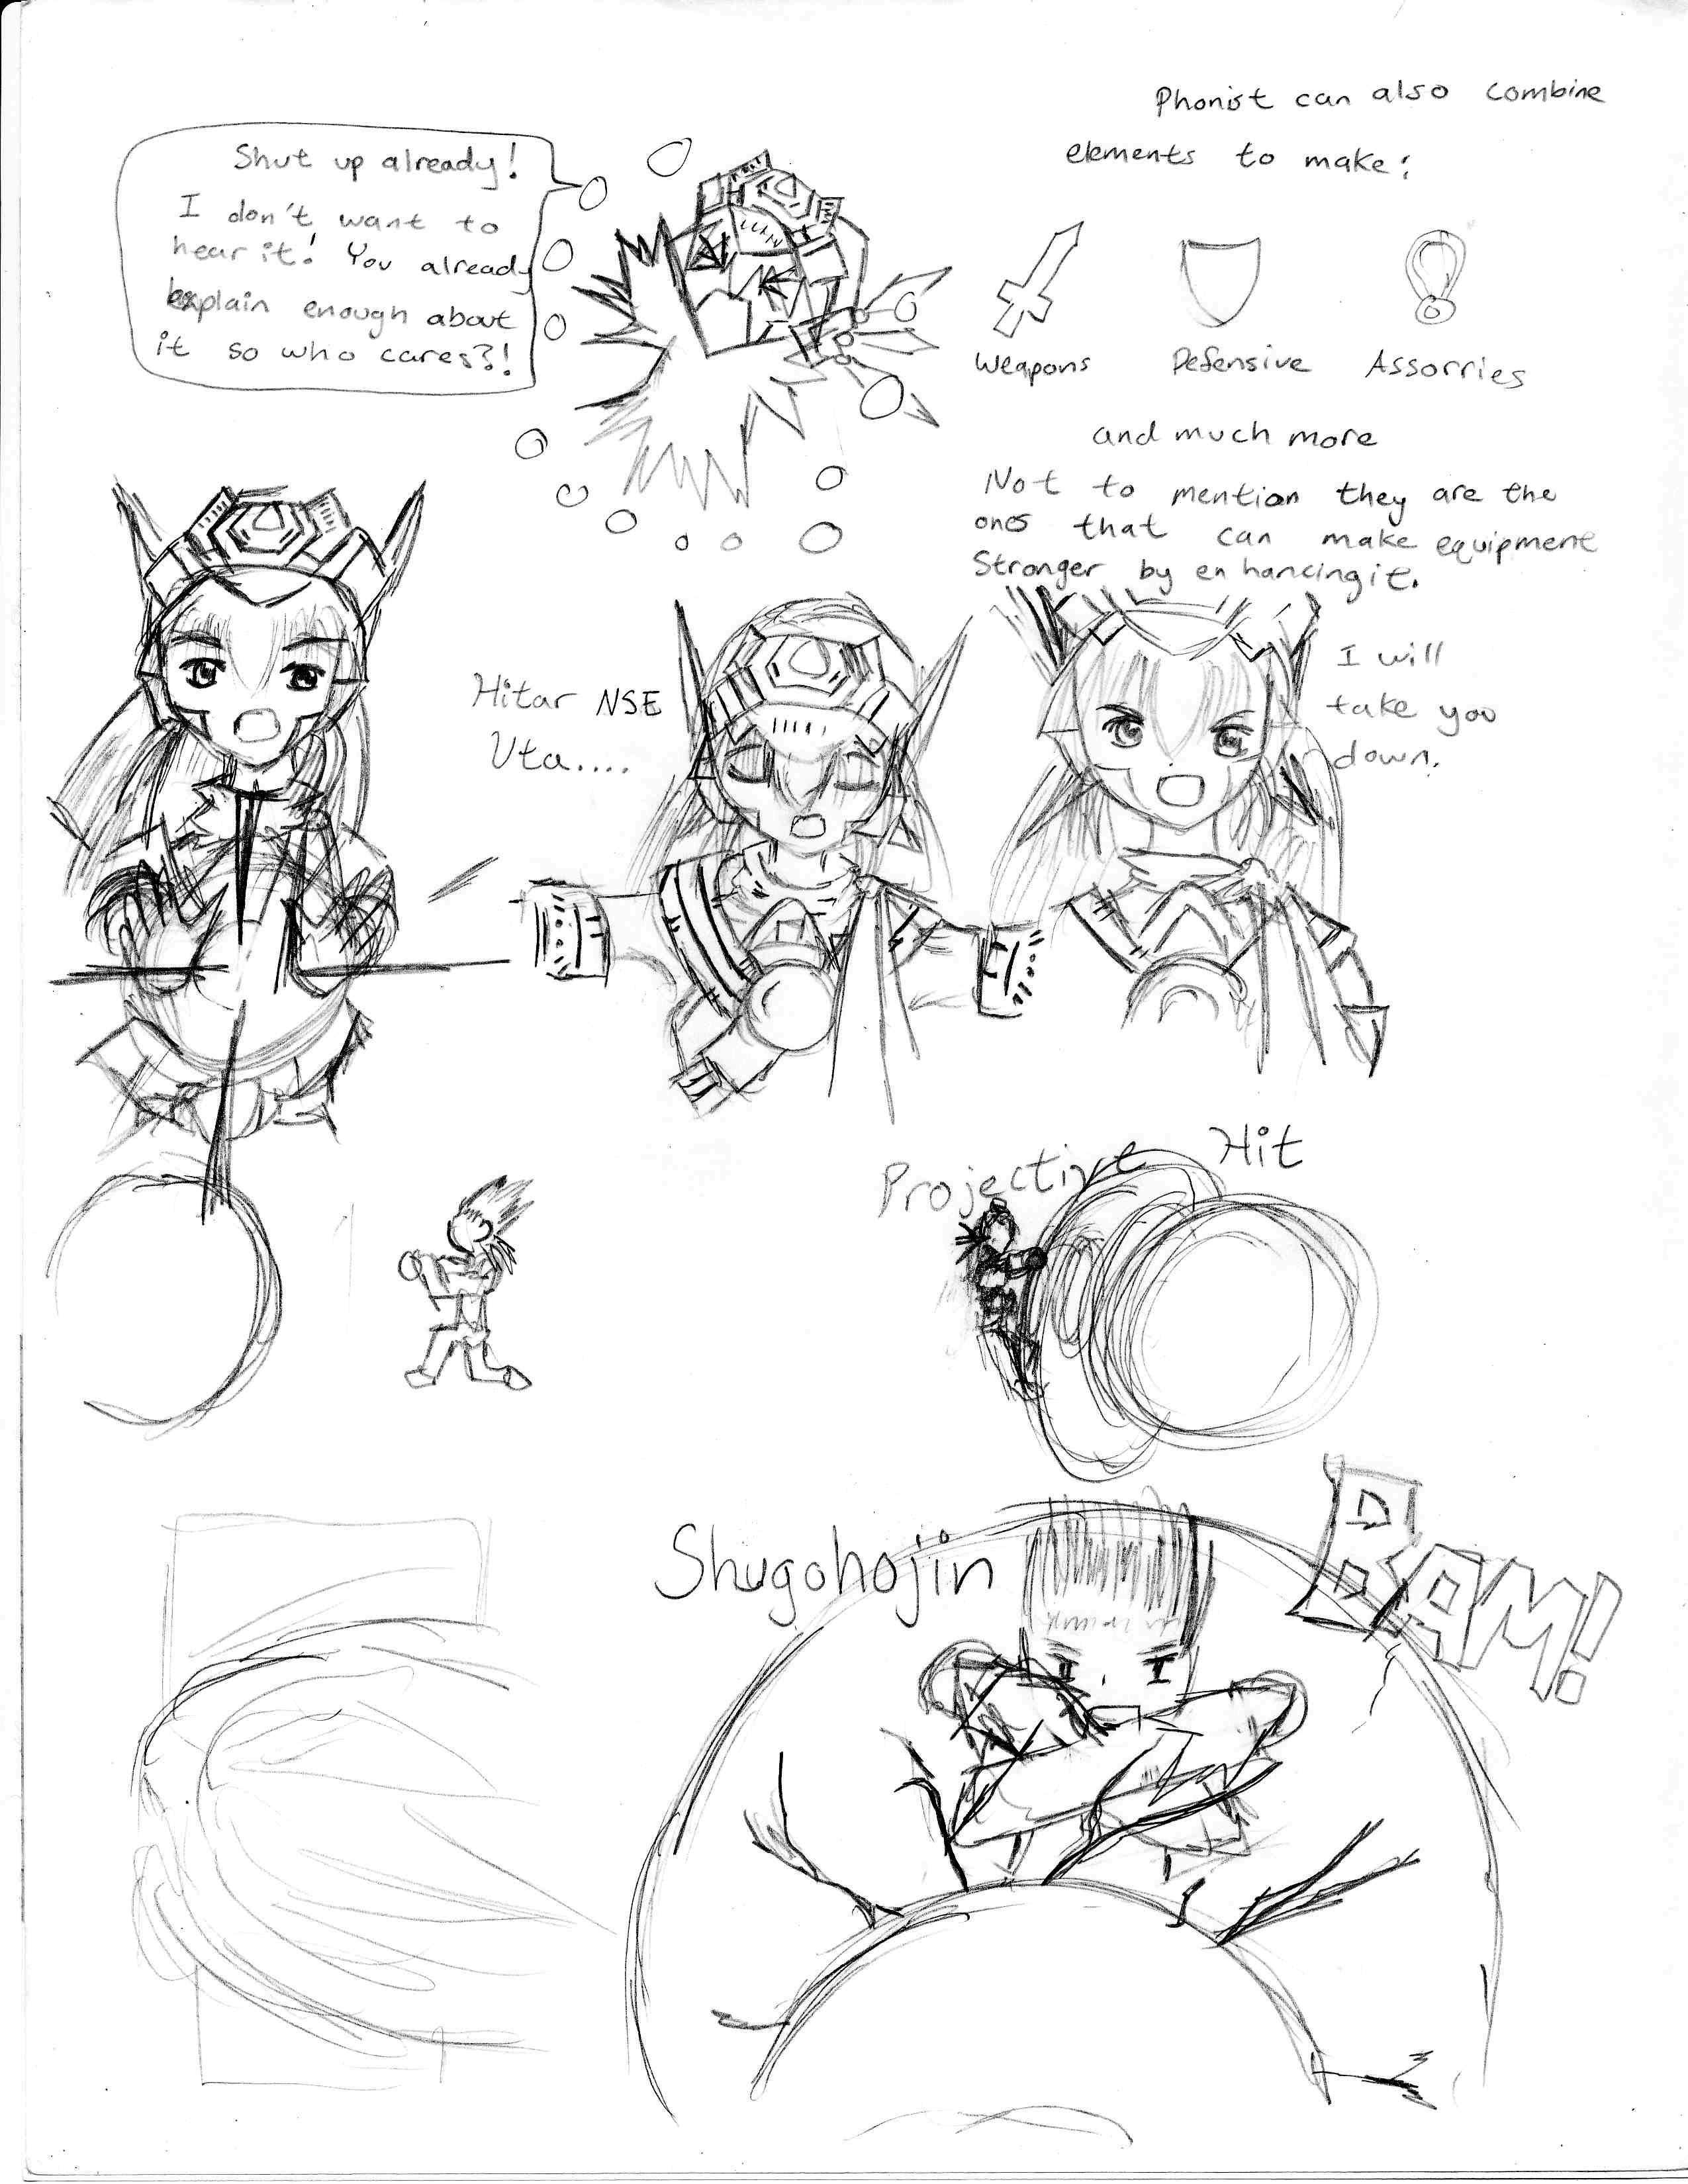 Phonist can also combine
elements to make:
Shut up already!
I don't want to
hear it! You already
explain enough about
it so who cares?!
Weapons
Defensive
Assorries
and much more
Not to mention they are the
ones that can make equipment
Stronger by enhancing it.
Hitar NSE
Uta....
I will
take you
down.
Projective Hit
Shugohojin
BAM!